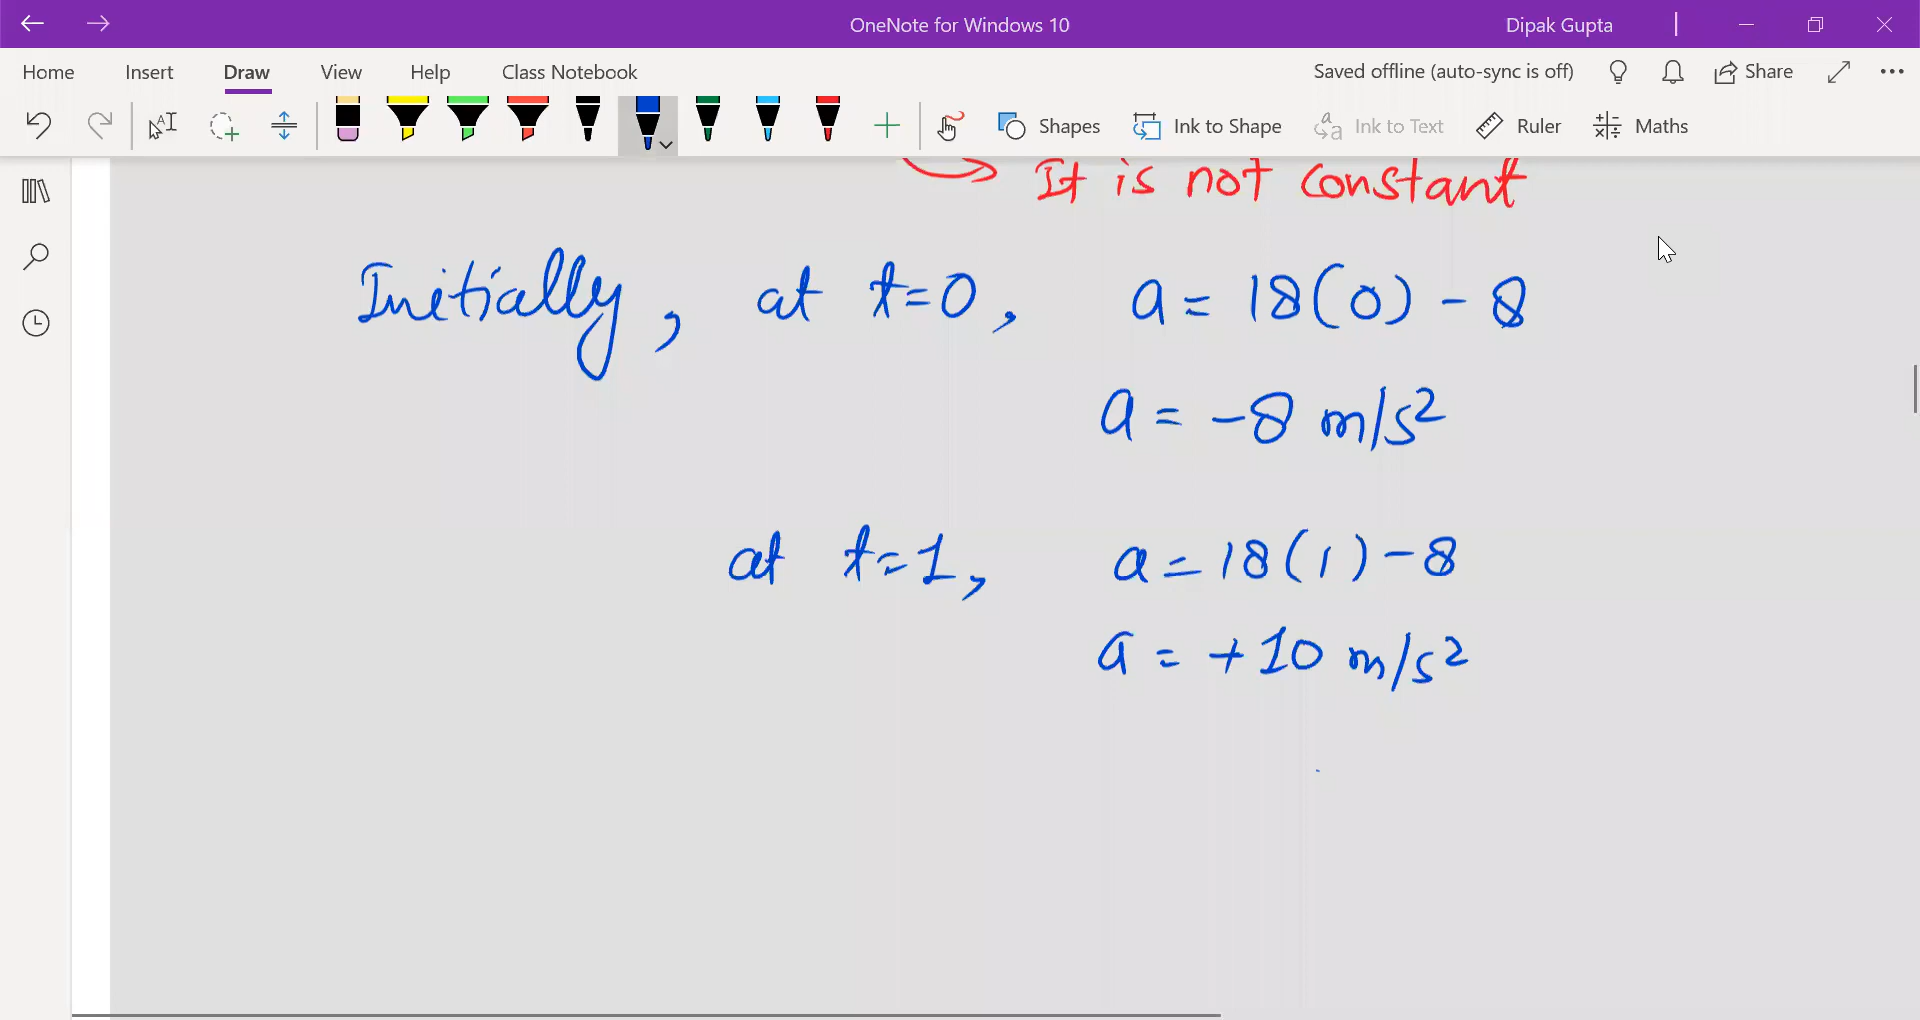 OneNote for Windows 10
Dipak Gupta
Home Insert Draw View Help Class Notebook
Saved offline (auto-sync is off) Share
Shapes Ink to Shape Ink to Text Ruler Maths
It is not constant
Initially, at t=0, a = 18(0) - 8
a = -8 m/s²
at t=1, a = 18(1) - 8
a = +10 m/s²